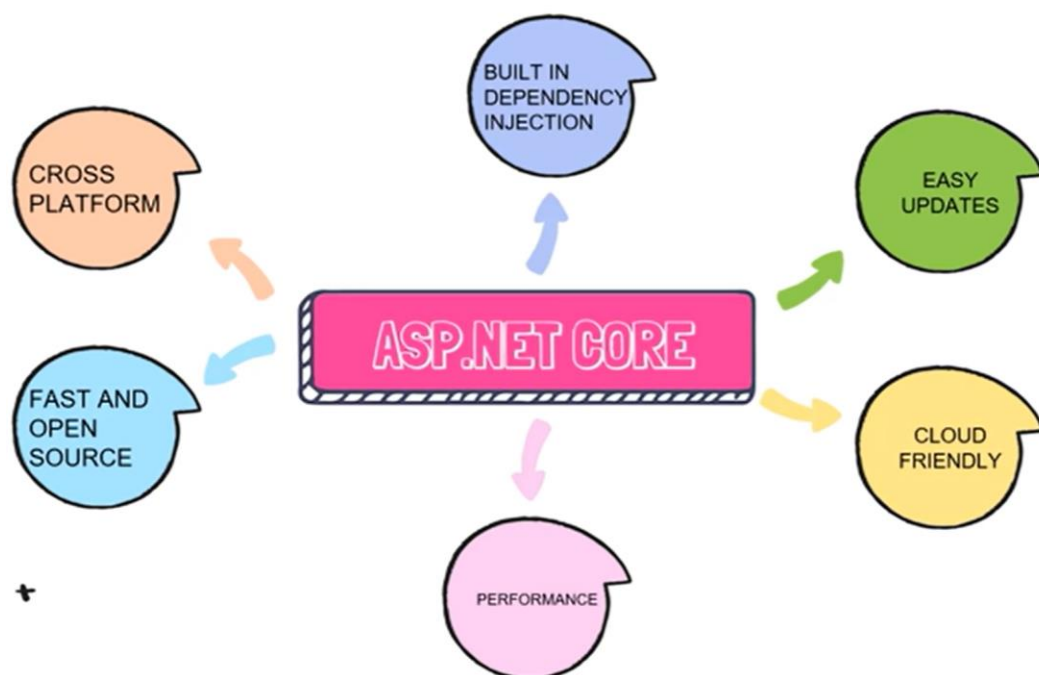 BUILT IN
DEPENDENCY
INJECTION
CROSS
PLATFORM
EASY
UPDATES
ASP.NET CORE
FAST AND
OPEN
SOURCE
CLOUD
FRIENDLY
PERFORMANCE